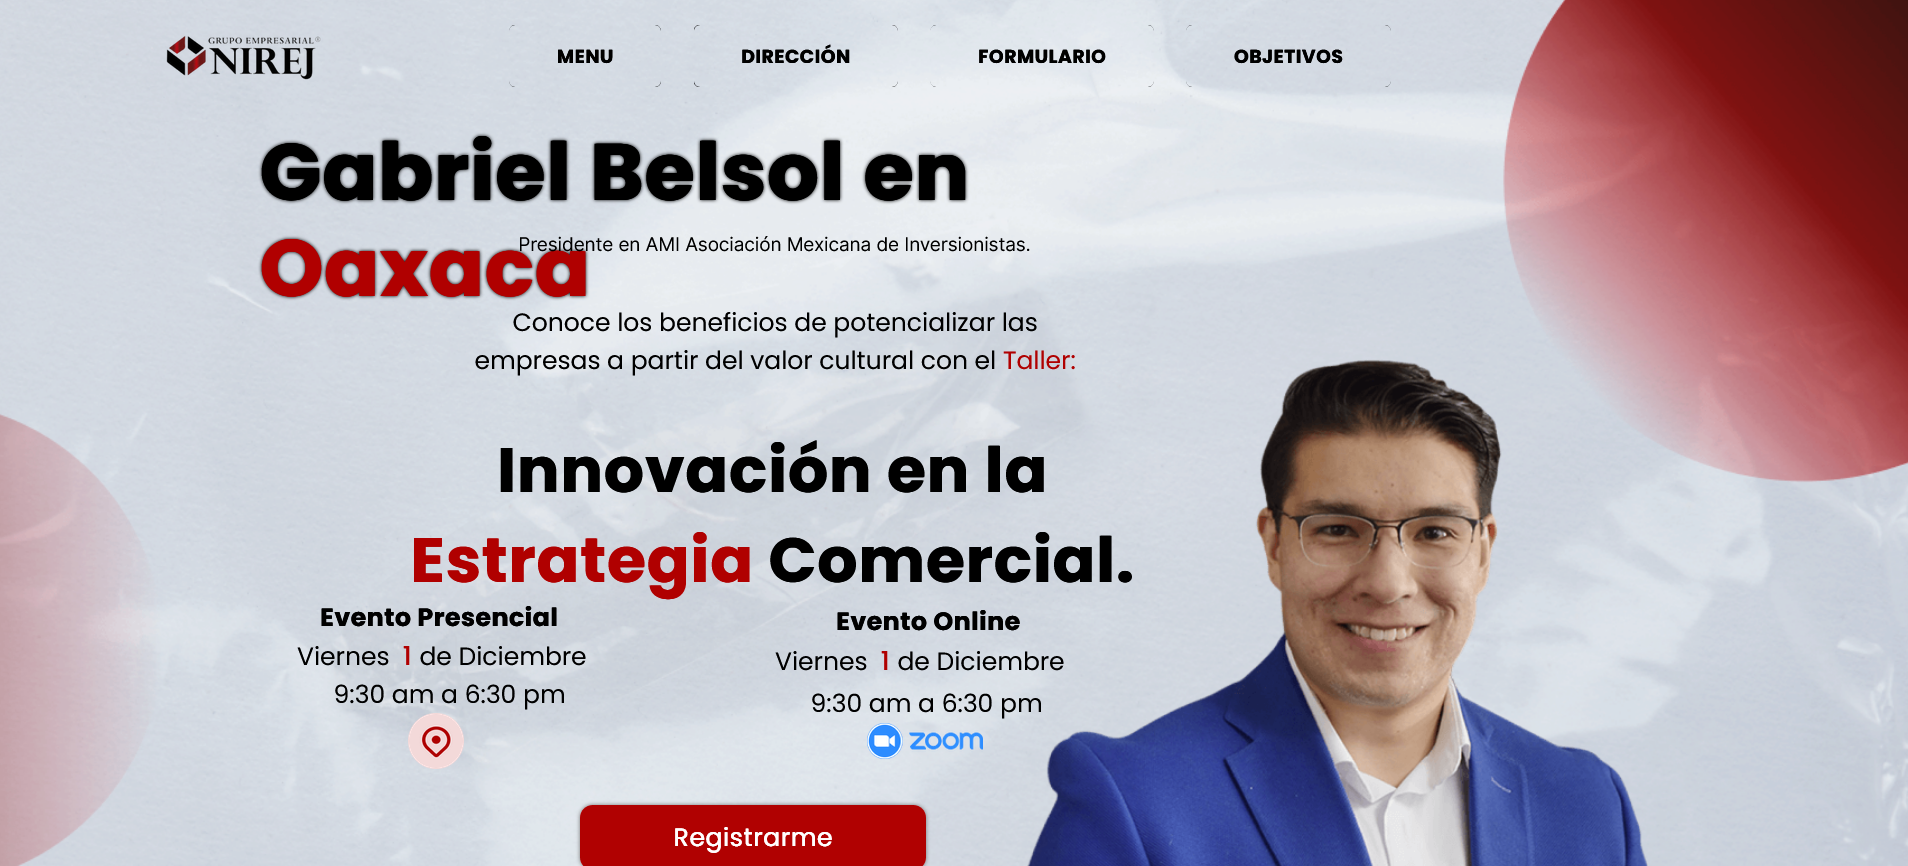 GRUPO EMPRESARIAL®
NIREJ
MENU
DIRECCIÓN
FORMULARIO
OBJETIVOS
Gabriel Belsol en
Oaxaca
Presidente en AMI Asociación Mexicana de Inversionistas.
Conoce los beneficios de potencializar las
empresas a partir del valor cultural con el Taller:
Innovación en la
Estrategia Comercial.
Evento Presencial
Viernes 1 de Diciembre
9:30 am a 6:30 pm
Evento Online
Viernes 1 de Diciembre
9:30 am a 6:30 pm
zoom
Registrarme